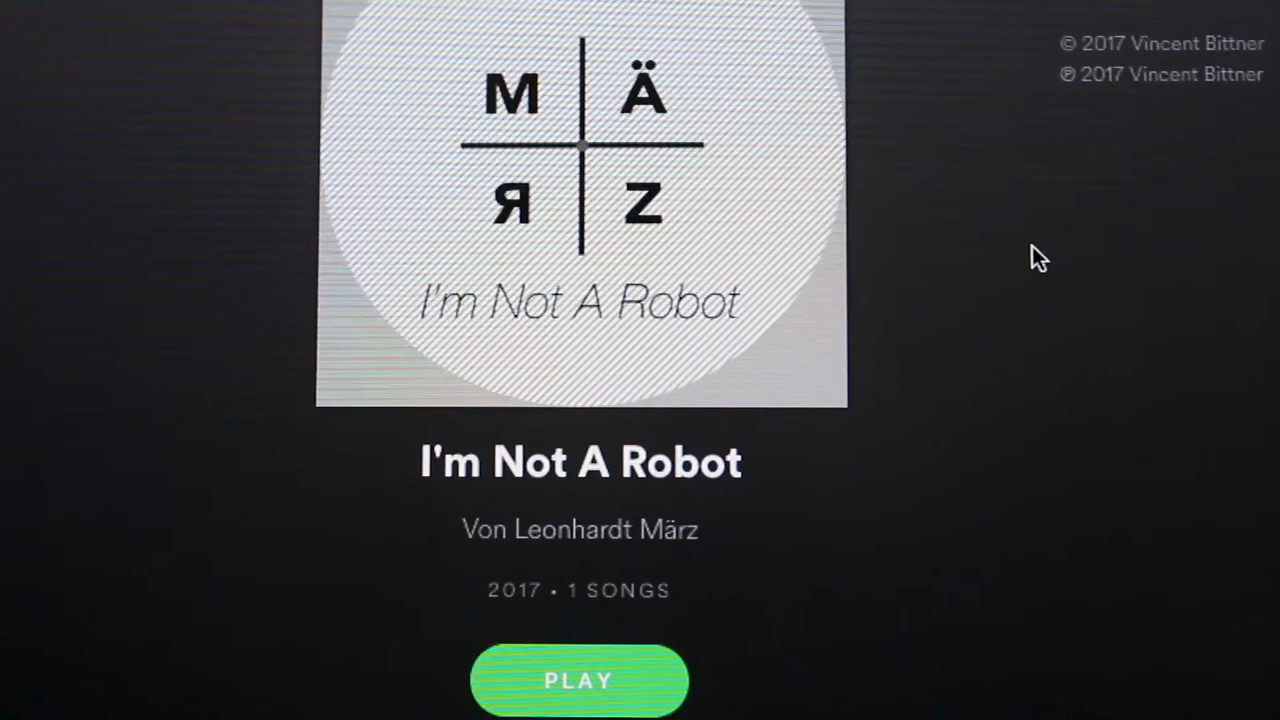 M Ä
Я Z
I'm Not A Robot
I'm Not A Robot
Von Leonhardt März
2017 • 1 SONGS
PLAY
© 2017 Vincent Bittner
℗ 2017 Vincent Bittner